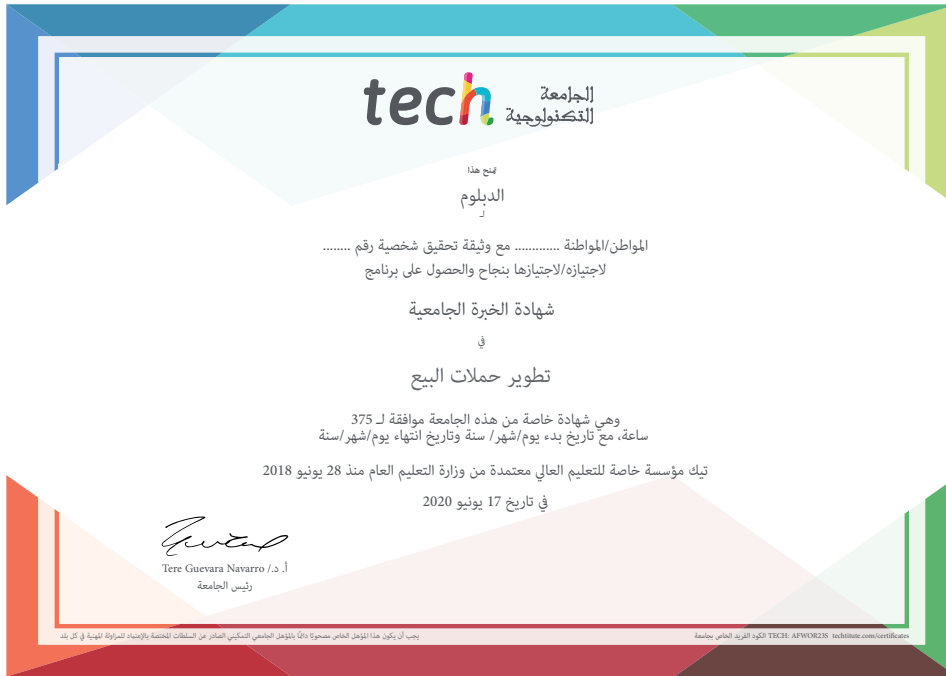 tech الجامعة
التكنولوجية
تمنح هذا
الدبلوم
لـ
المواطن/المواطنة ............ مع وثيقة تحقيق شخصية رقم ........
لاجتيازه/لاجتيازها بنجاح والحصول على برنامج
شهادة الخبرة الجامعية
في
تطوير حملات البيع
وهي شهادة خاصة من هذه الجامعة موافقة لـ 375
ساعة، مع تاريخ بدء يوم/شهر/ سنة وتاريخ انتهاء يوم/شهر/سنة
تيك مؤسسة خاصة للتعليم العالي معتمدة من وزارة التعليم العام منذ 28 يونيو 2018
في تاريخ 17 يونيو 2020
أ. د./ Tere Guevara Navarro
رئيس الجامعة
يجب أن يكون هذا المؤهل الخاص مصحوبًا دائمًا بالمؤهل الجامعي التمكيني الصادر عن السلطات المختصة بالإعتماد للمزاولة المهنية في كل بلد.
الكود الفريد الخاص بجامعة TECH: AFWOR23S techtitute.com/certificates